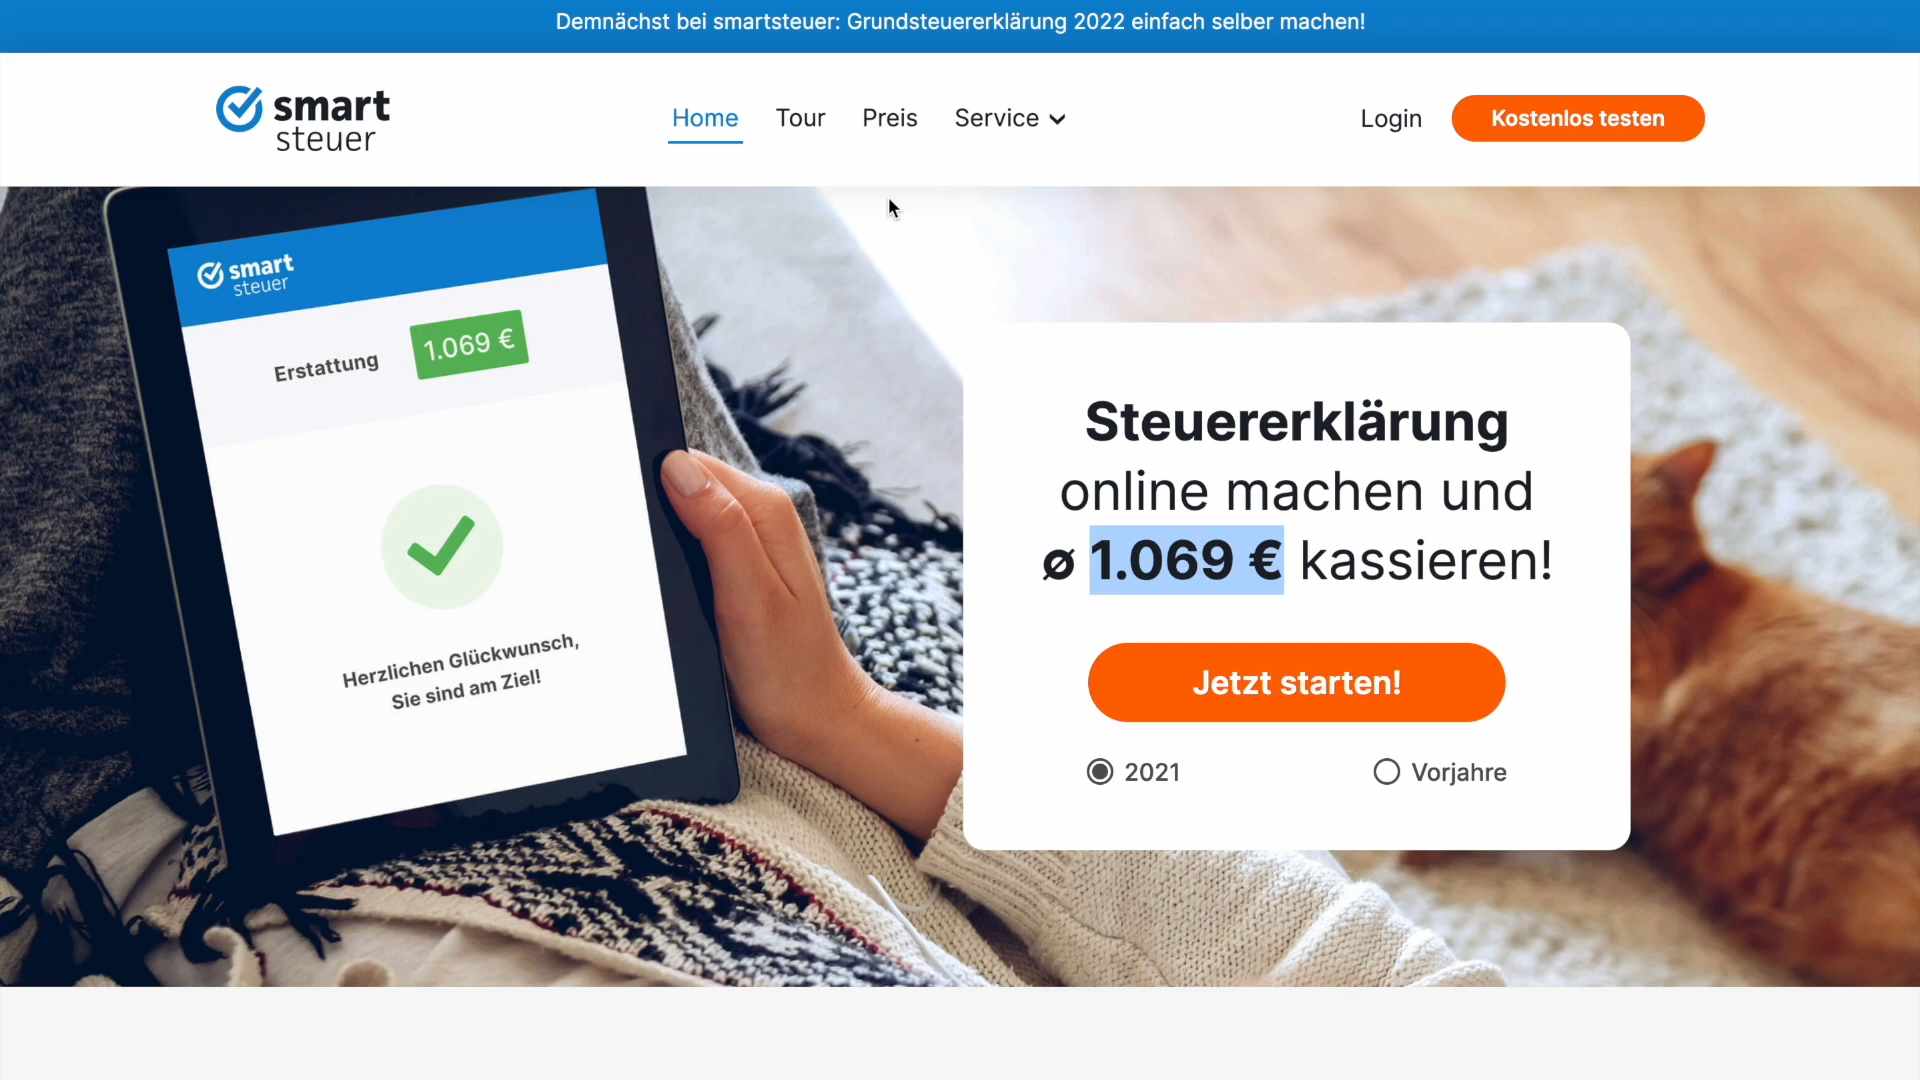 Demnächst bei smartsteuer: Grundsteuererklärung 2022 einfach selber machen!
smart
steuer
Home
Tour
Preis
Service
Login
Kostenlos testen
smart
steuer
Erstattung
1.069 €
Herzlichen Glückwunsch,
Sie sind am Ziel!
Steuererklärung
online machen und
ø 1.069 € kassieren!
Jetzt starten!
2021
Vorjahre